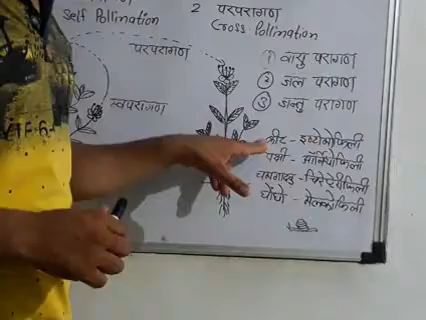 2 परपरागण
Self Pollination
Cross Pollination
परपरागण
① वायु परागण
② जल परागण
स्वपरागण
③ जन्तु परागण
कीट - इण्टोमोफिली
पक्षी - ऑर्निथोफिली
चमगादड़ - चिरेप्टेरोफिली
घोंघे - मेलेकोफिली